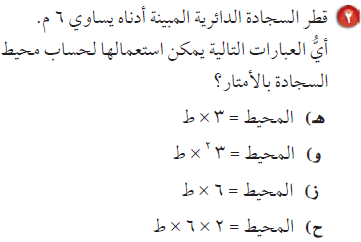 ٢ قطر السجادة الدائرية المبينة أدناه يساوي ٦ م.
أيُّ العبارات التالية يمكن استعمالها لحساب محيط
السجادة بالأمتار؟
هـ) المحيط = ٣ × ط
و) المحيط = ٣ ٢ × ط
ز) المحيط = ٦ × ط
ح) المحيط = ٢ × ٦ × ط